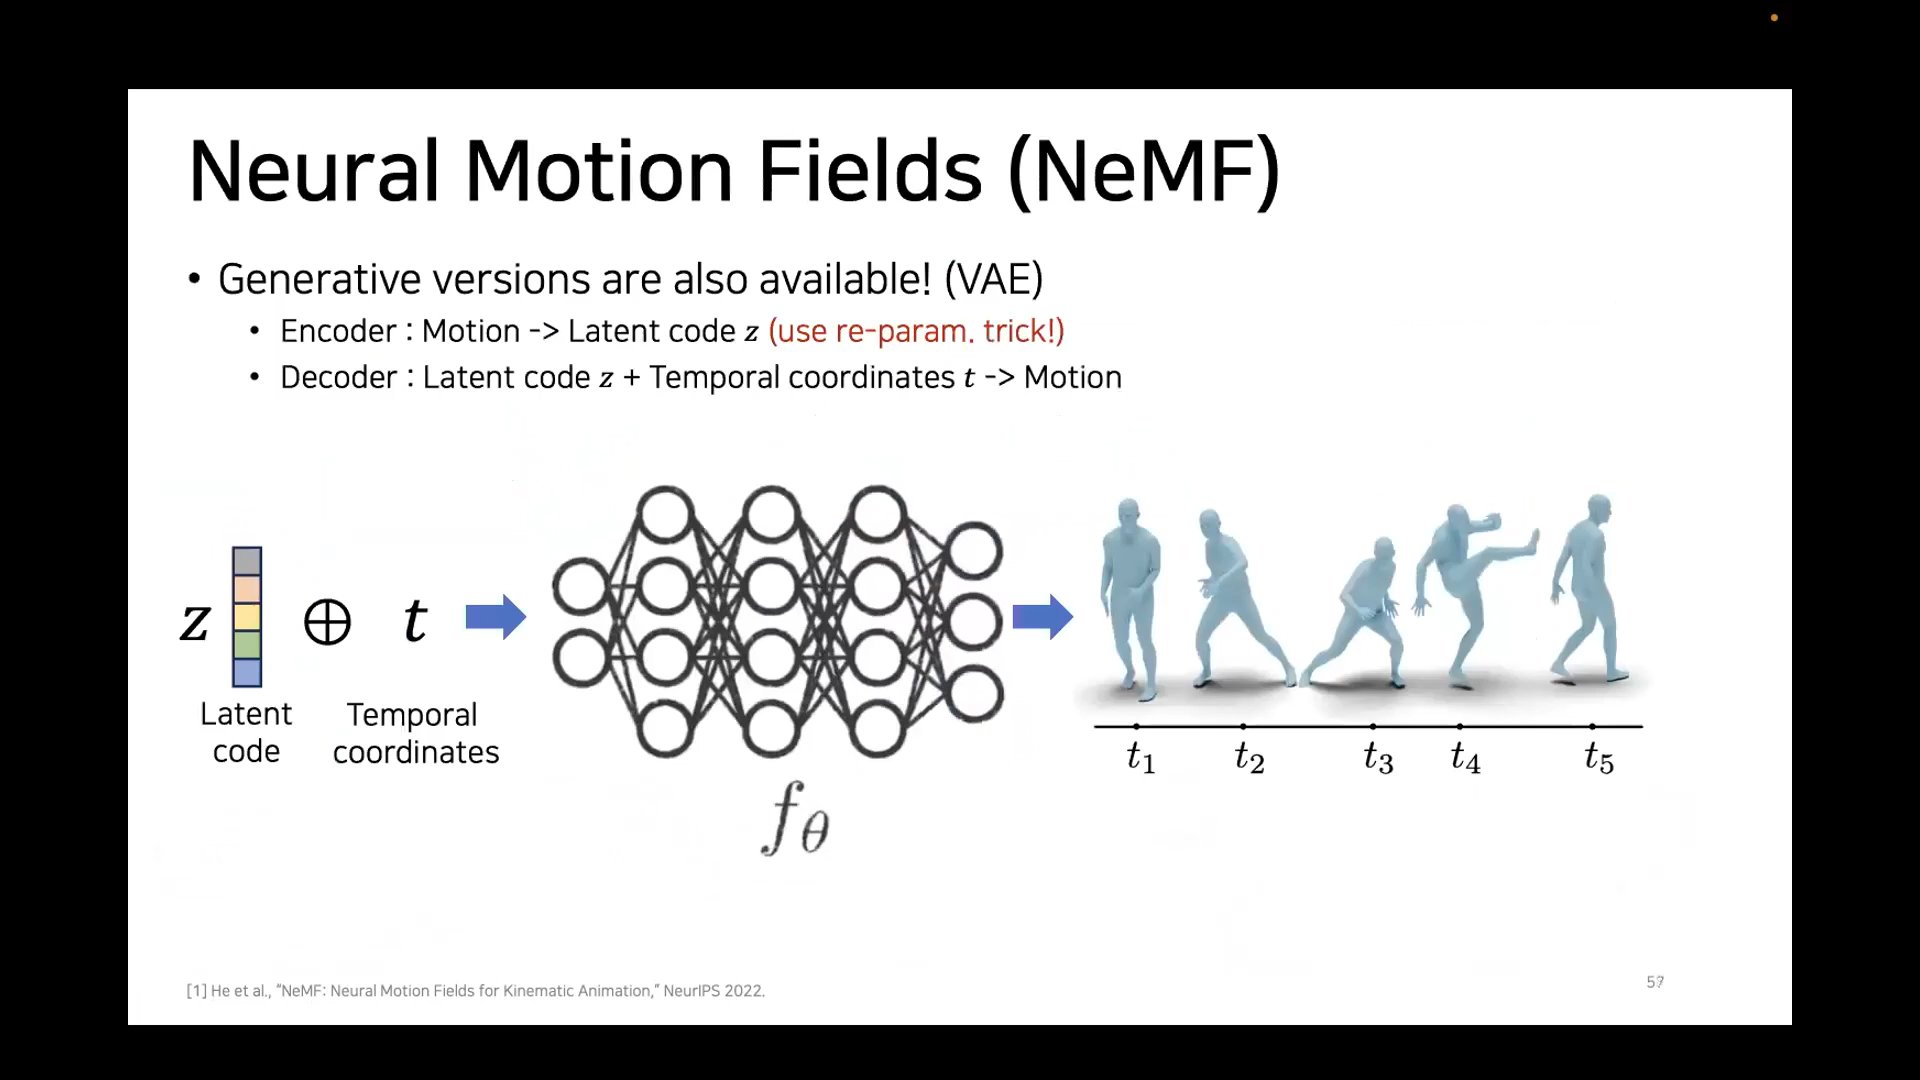 Neural Motion Fields (NeMF)
• Generative versions are also available! (VAE)
• Encoder : Motion -> Latent code z (use re-param. trick!)
• Decoder : Latent code z + Temporal coordinates t -> Motion
z ⊕ t
Latent code
Temporal coordinates
f_θ
t₁ t₂ t₃ t₄ t₅
[1] He et al., “NeMF: Neural Motion Fields for Kinematic Animation,” NeurIPS 2022.